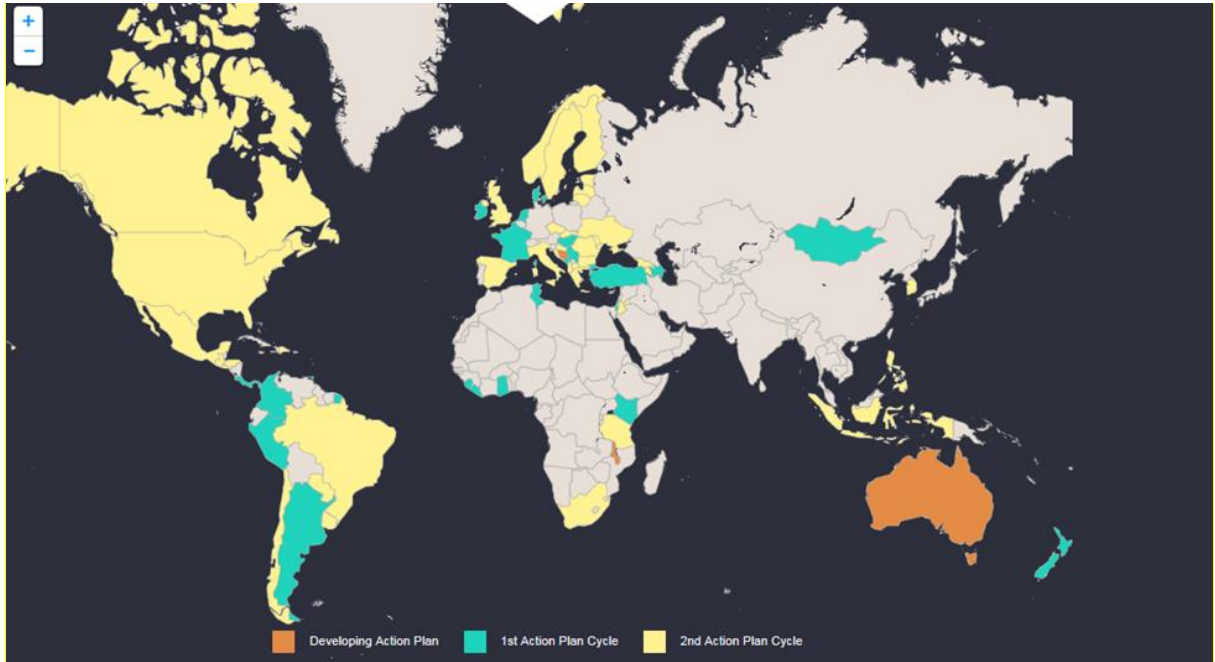 +
−
Developing Action Plan 1st Action Plan Cycle 2nd Action Plan Cycle